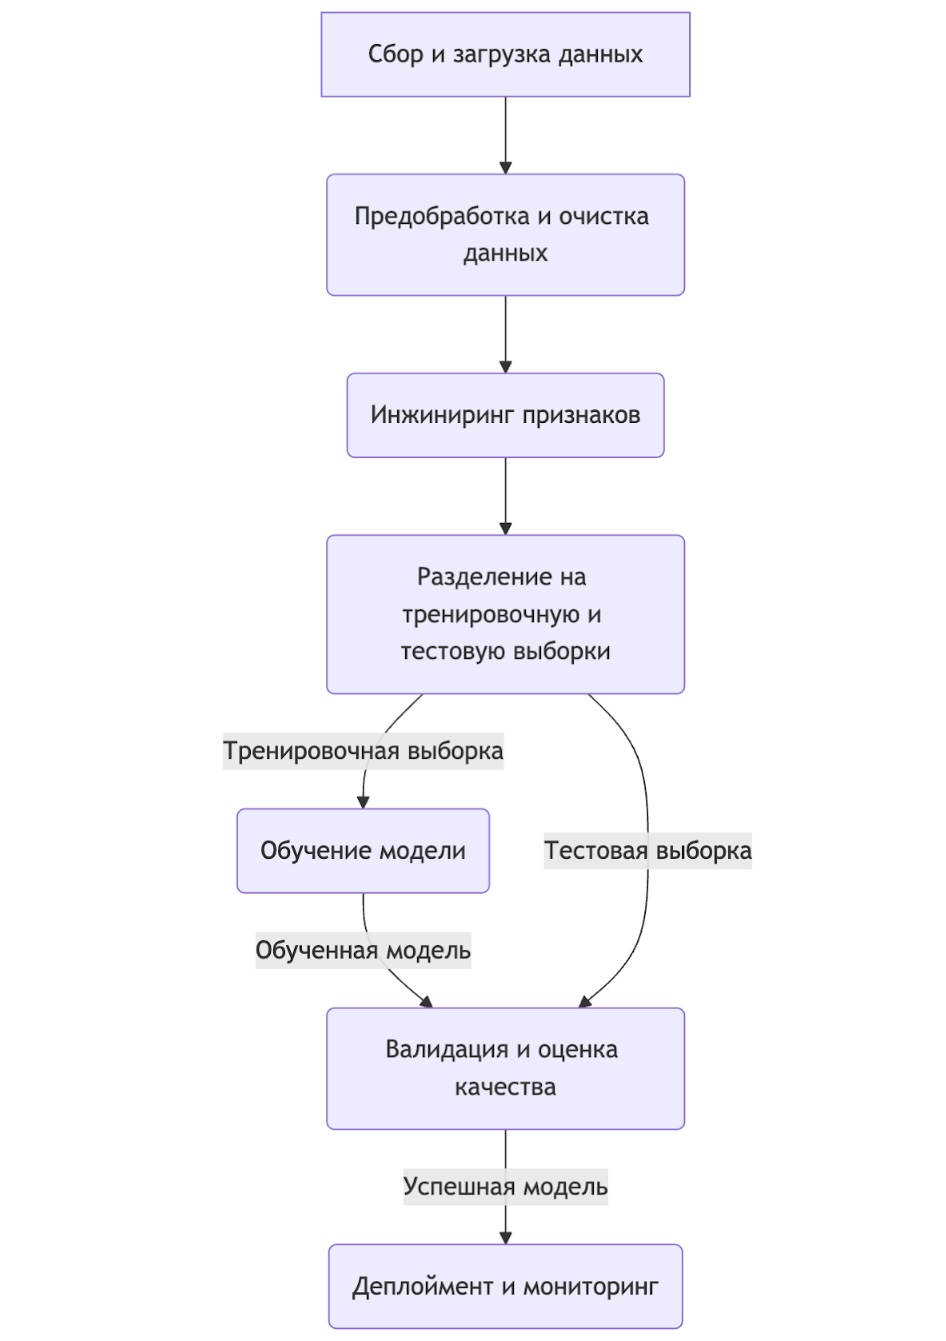 Сбор и загрузка данных
Предобработка и очистка
данных
Инжиниринг признаков
Разделение на
тренировочную и
тестовую выборки
Тренировочная выборка
Обучение модели
Тестовая выборка
Обученная модель
Валидация и оценка
качества
Успешная модель
Деплоймент и мониторинг